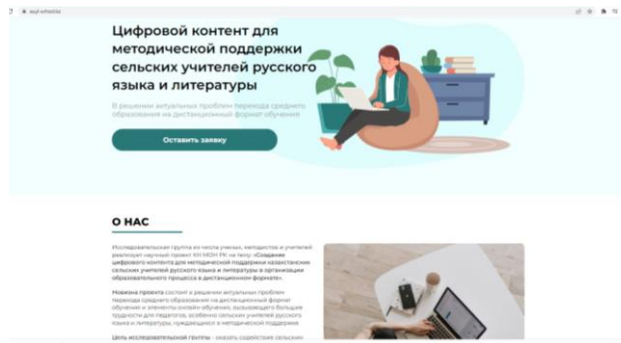 Цифровой контент для
методической поддержки
сельских учителей русского
языка и литературы
В решении актуальных проблем перехода среднего
образования на дистанционный формат обучения
Оставить заявку
О НАС
Исследовательская группа из числа ученых, методистов и учителей
реализует научный проект КН МОН РК на тему: «Создание
цифрового контента для методической поддержки казахстанских
сельских учителей русского языка и литературы в организации
образовательного процесса в дистанционном формате».
Новизна проекта состоит в решении актуальных проблем
перехода среднего образования на дистанционный формат
обучения и элементы онлайн-обучения, вызывающего большие
трудности для педагогов, особенно сельских учителей русского
языка и литературы, нуждающихся в методической поддержке.
Цель исследовательской группы - оказать содействие сельским